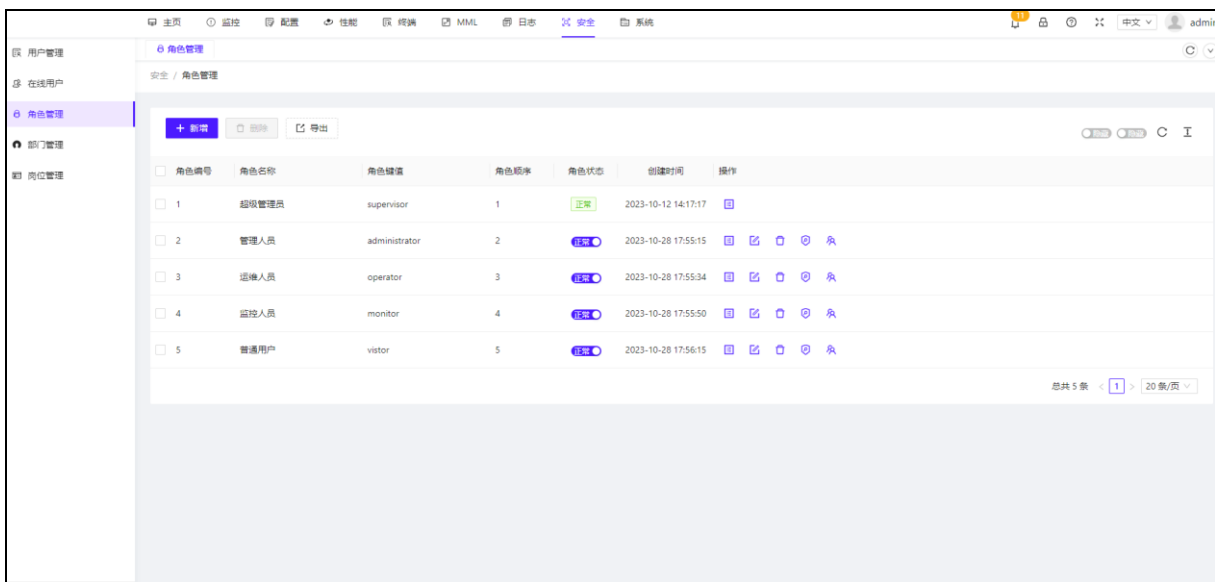 主页 监控 配置 性能 终端 MML 日志 安全 系统 11 中文 admin
用户管理
在线用户
角色管理
部门管理
岗位管理
角色管理
安全 / 角色管理
新增 删除 导出
角色编号 角色名称 角色键值 角色顺序 角色状态 创建时间 操作
1 超级管理员 supervisor 1 正常 2023-10-12 14:17:17
2 管理人员 administrator 2 正常 2023-10-28 17:55:15
3 运维人员 operator 3 正常 2023-10-28 17:55:34
4 监控人员 monitor 4 正常 2023-10-28 17:55:50
5 普通用户 vistor 5 正常 2023-10-28 17:56:15
总共 5 条 < 1 > 20 条/页